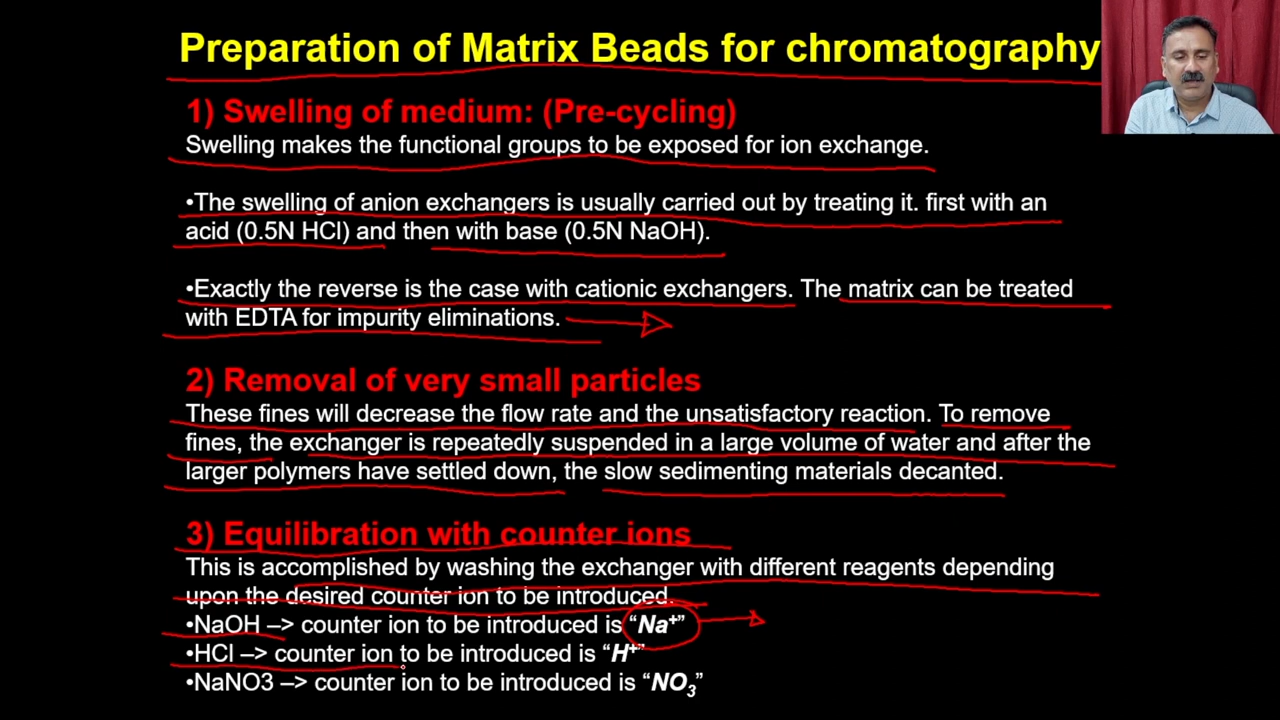 Preparation of Matrix Beads for chromatography
1) Swelling of medium: (Pre-cycling)
Swelling makes the functional groups to be exposed for ion exchange.
•The swelling of anion exchangers is usually carried out by treating it. first with an
acid (0.5N HCl) and then with base (0.5N NaOH).
•Exactly the reverse is the case with cationic exchangers. The matrix can be treated
with EDTA for impurity eliminations.
2) Removal of very small particles
These fines will decrease the flow rate and the unsatisfactory reaction. To remove
fines, the exchanger is repeatedly suspended in a large volume of water and after the
larger polymers have settled down, the slow sedimenting materials decanted.
3) Equilibration with counter ions
This is accomplished by washing the exchanger with different reagents depending
upon the desired counter ion to be introduced.
•NaOH –> counter ion to be introduced is “Na⁺”
•HCl –> counter ion to be introduced is “H⁺”
•NaNO3 –> counter ion to be introduced is “NO₃”